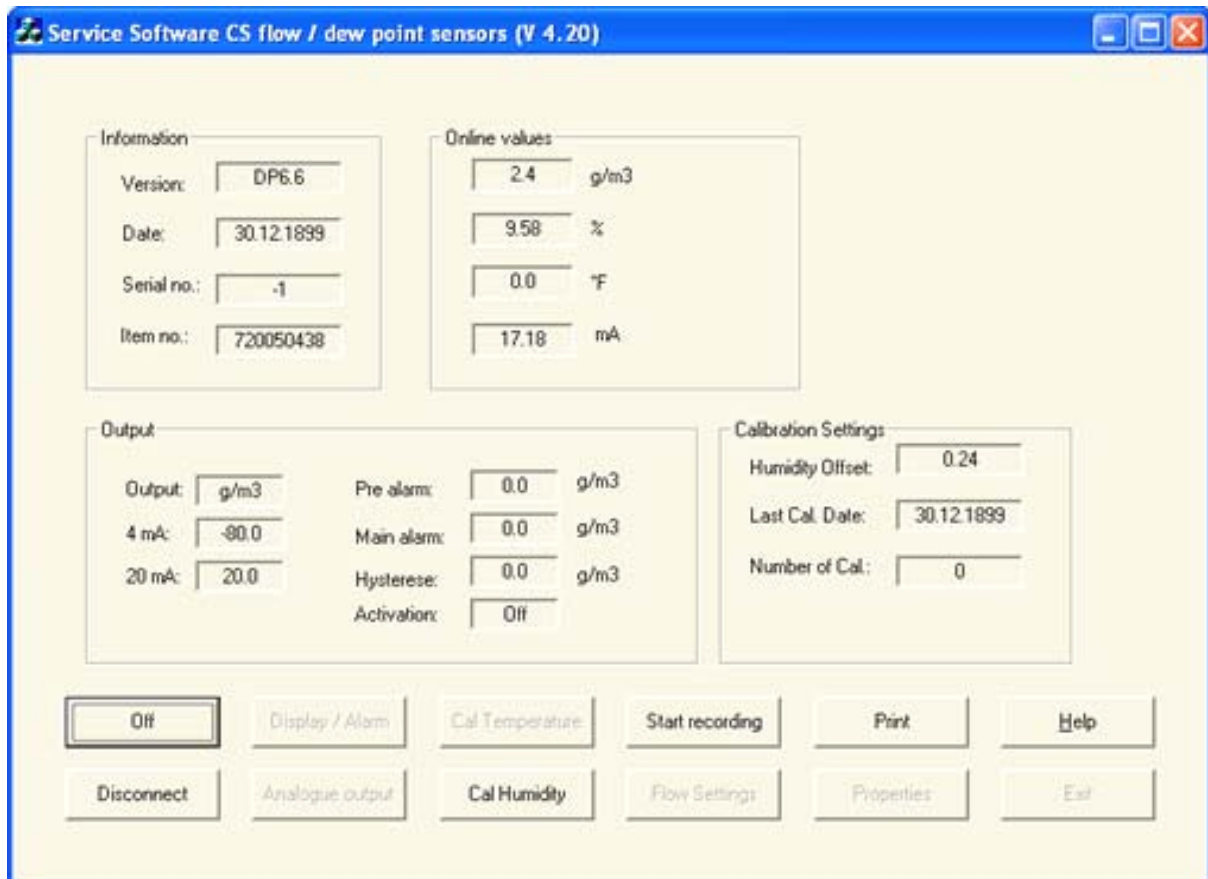 Service Software CS flow / dew point sensors (V 4.20)
Information
Version: DP6.6
Date: 30.12.1899
Serial no.: -1
Item no.: 720050438
Online values
2.4 g/m3
9.58 %
0.0 °F
17.18 mA
Output
Output: g/m3
4 mA: -80.0
20 mA: 20.0
Pre alarm: 0.0 g/m3
Main alarm: 0.0 g/m3
Hysterese: 0.0 g/m3
Activation: Off
Calibration Settings
Humidity Offset: 0.24
Last Cal. Date: 30.12.1899
Number of Cal.: 0
Off
Display / Alarm
Cal Temperature
Start recording
Print
Help
Disconnect
Analogue output
Cal Humidity
Flow Settings
Properties
Exit